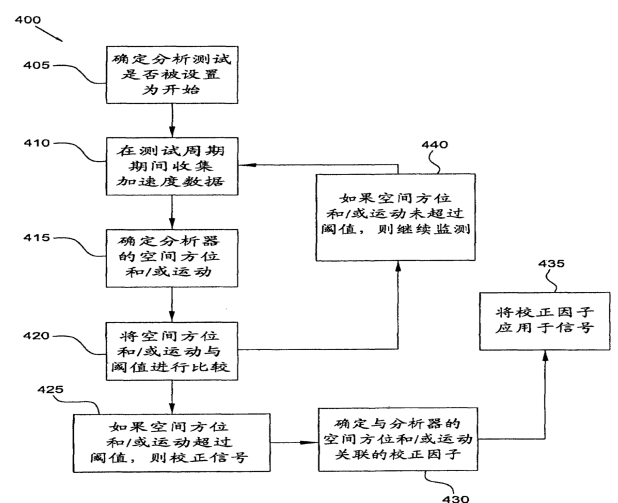 400
405
确定分析测试
是否被设置
为开始
410
在测试周期
期间收集
加速度数据
415
确定分析器
的空间方位
和/或运动
420
将空间方位
和/或运动与
阈值进行比较
425
如果空间方位
和/或运动超过
阈值，则校正信号
确定与分析器的
空间方位和/或运动
关联的校正因子
430
435
将校正因子
应用于信号
440
如果空间方位
和/或运动未超过
阈值，则继续监测